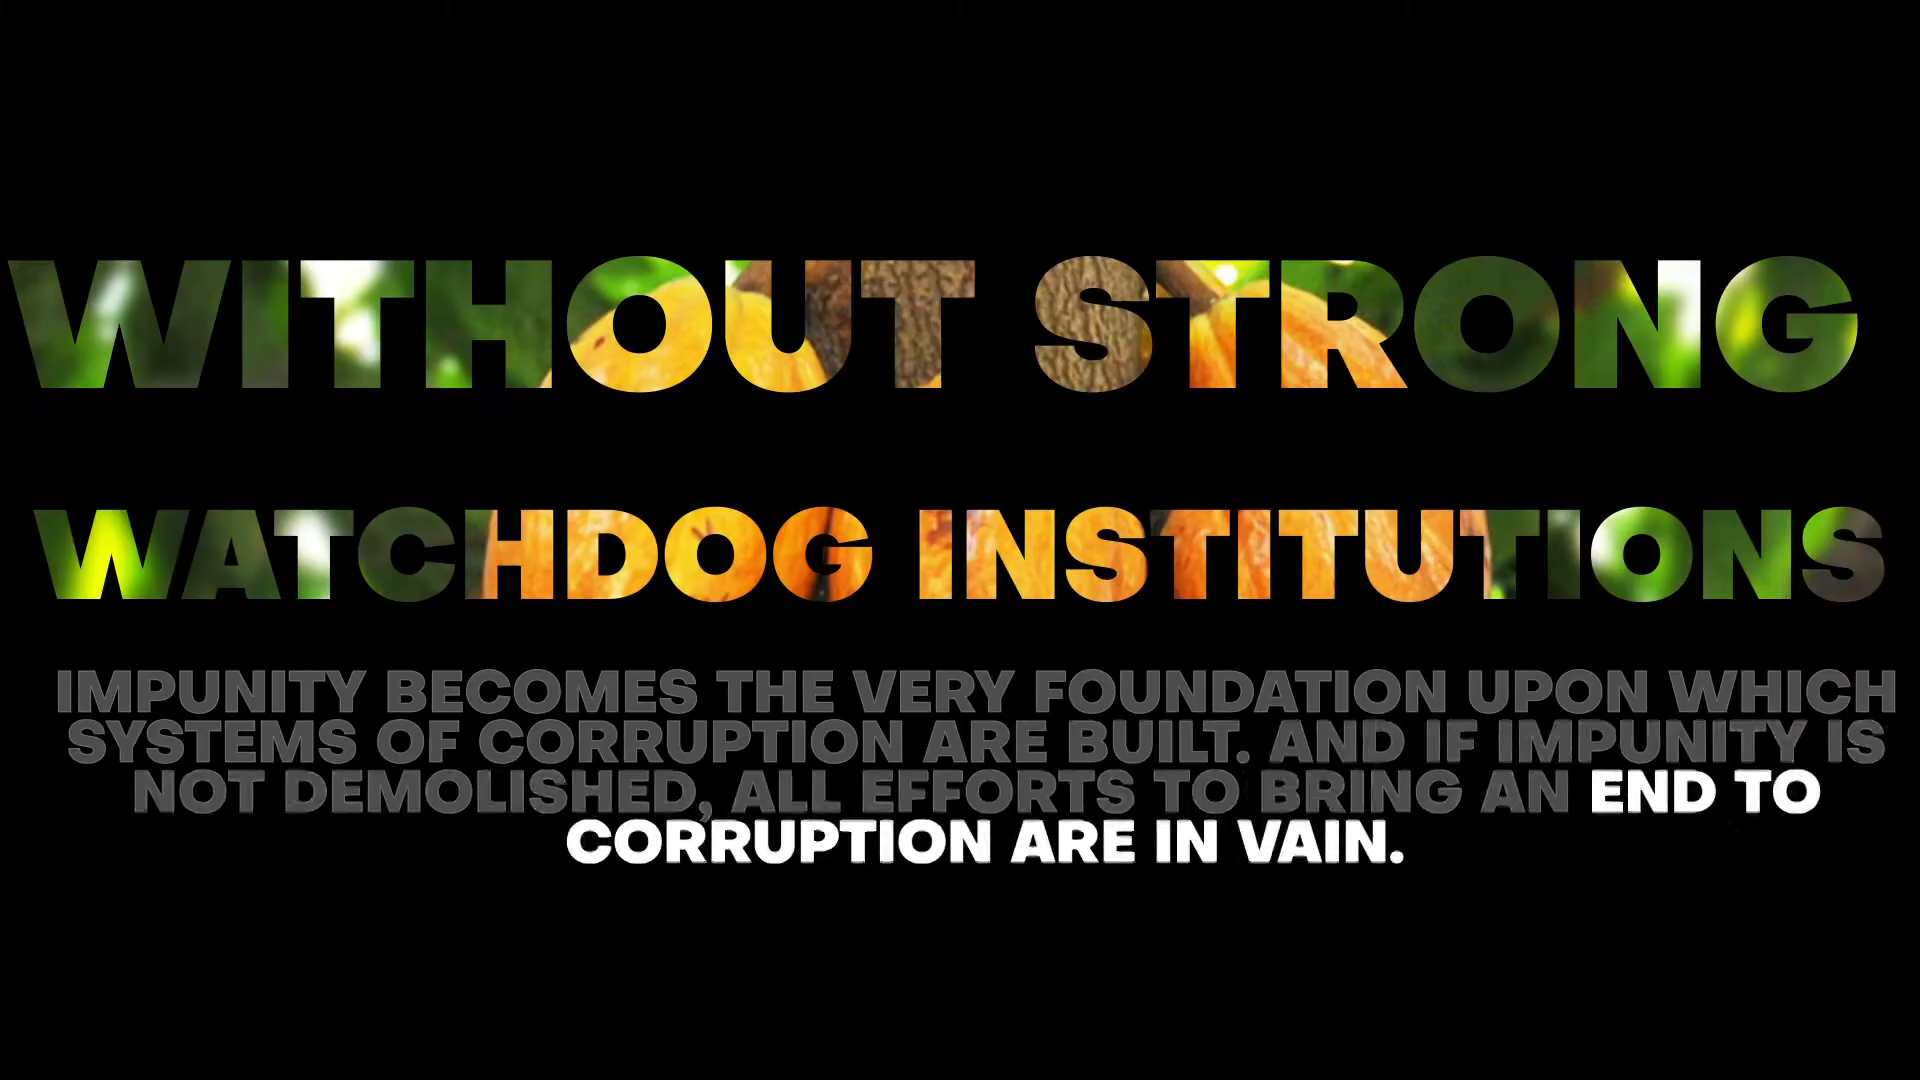 WITHOUT STRONG
WATCHDOG INSTITUTIONS
IMPUNITY BECOMES THE VERY FOUNDATION UPON WHICH
SYSTEMS OF CORRUPTION ARE BUILT. AND IF IMPUNITY IS
NOT DEMOLISHED, ALL EFFORTS TO BRING AN END TO
CORRUPTION ARE IN VAIN.